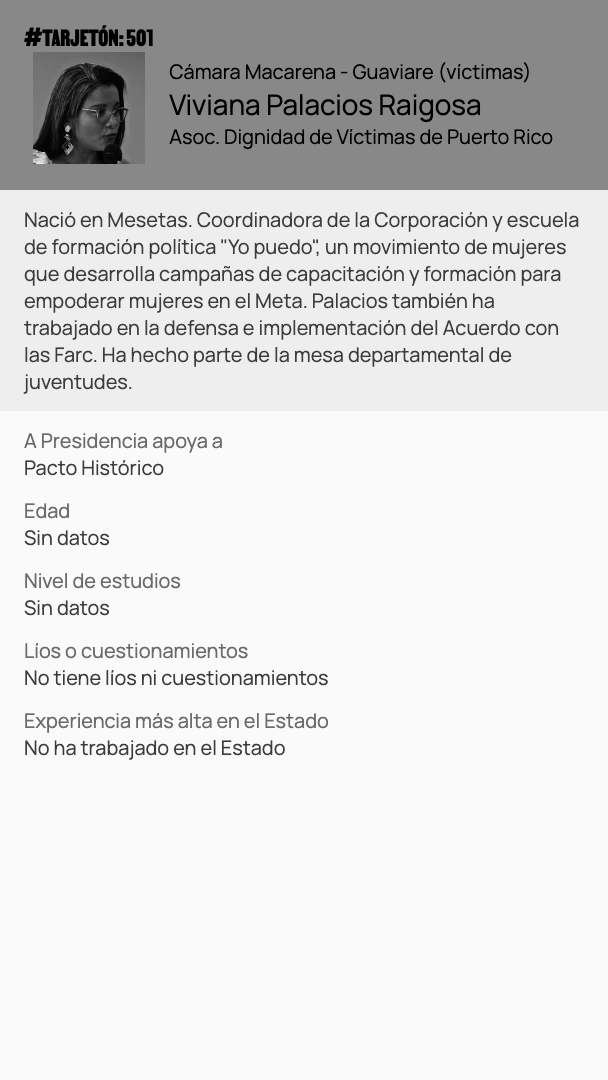 #TARJETÓN: 501
Cámara Macarena - Guaviare (víctimas)
Viviana Palacios Raigosa
Asoc. Dignidad de Víctimas de Puerto Rico
Nació en Mesetas. Coordinadora de la Corporación y escuela
de formación política "Yo puedo", un movimiento de mujeres
que desarrolla campañas de capacitación y formación para
empoderar mujeres en el Meta. Palacios también ha
trabajado en la defensa e implementación del Acuerdo con
las Farc. Ha hecho parte de la mesa departamental de
juventudes.
A Presidencia apoya a
Pacto Histórico
Edad
Sin datos
Nivel de estudios
Sin datos
Líos o cuestionamientos
No tiene líos ni cuestionamientos
Experiencia más alta en el Estado
No ha trabajado en el Estado